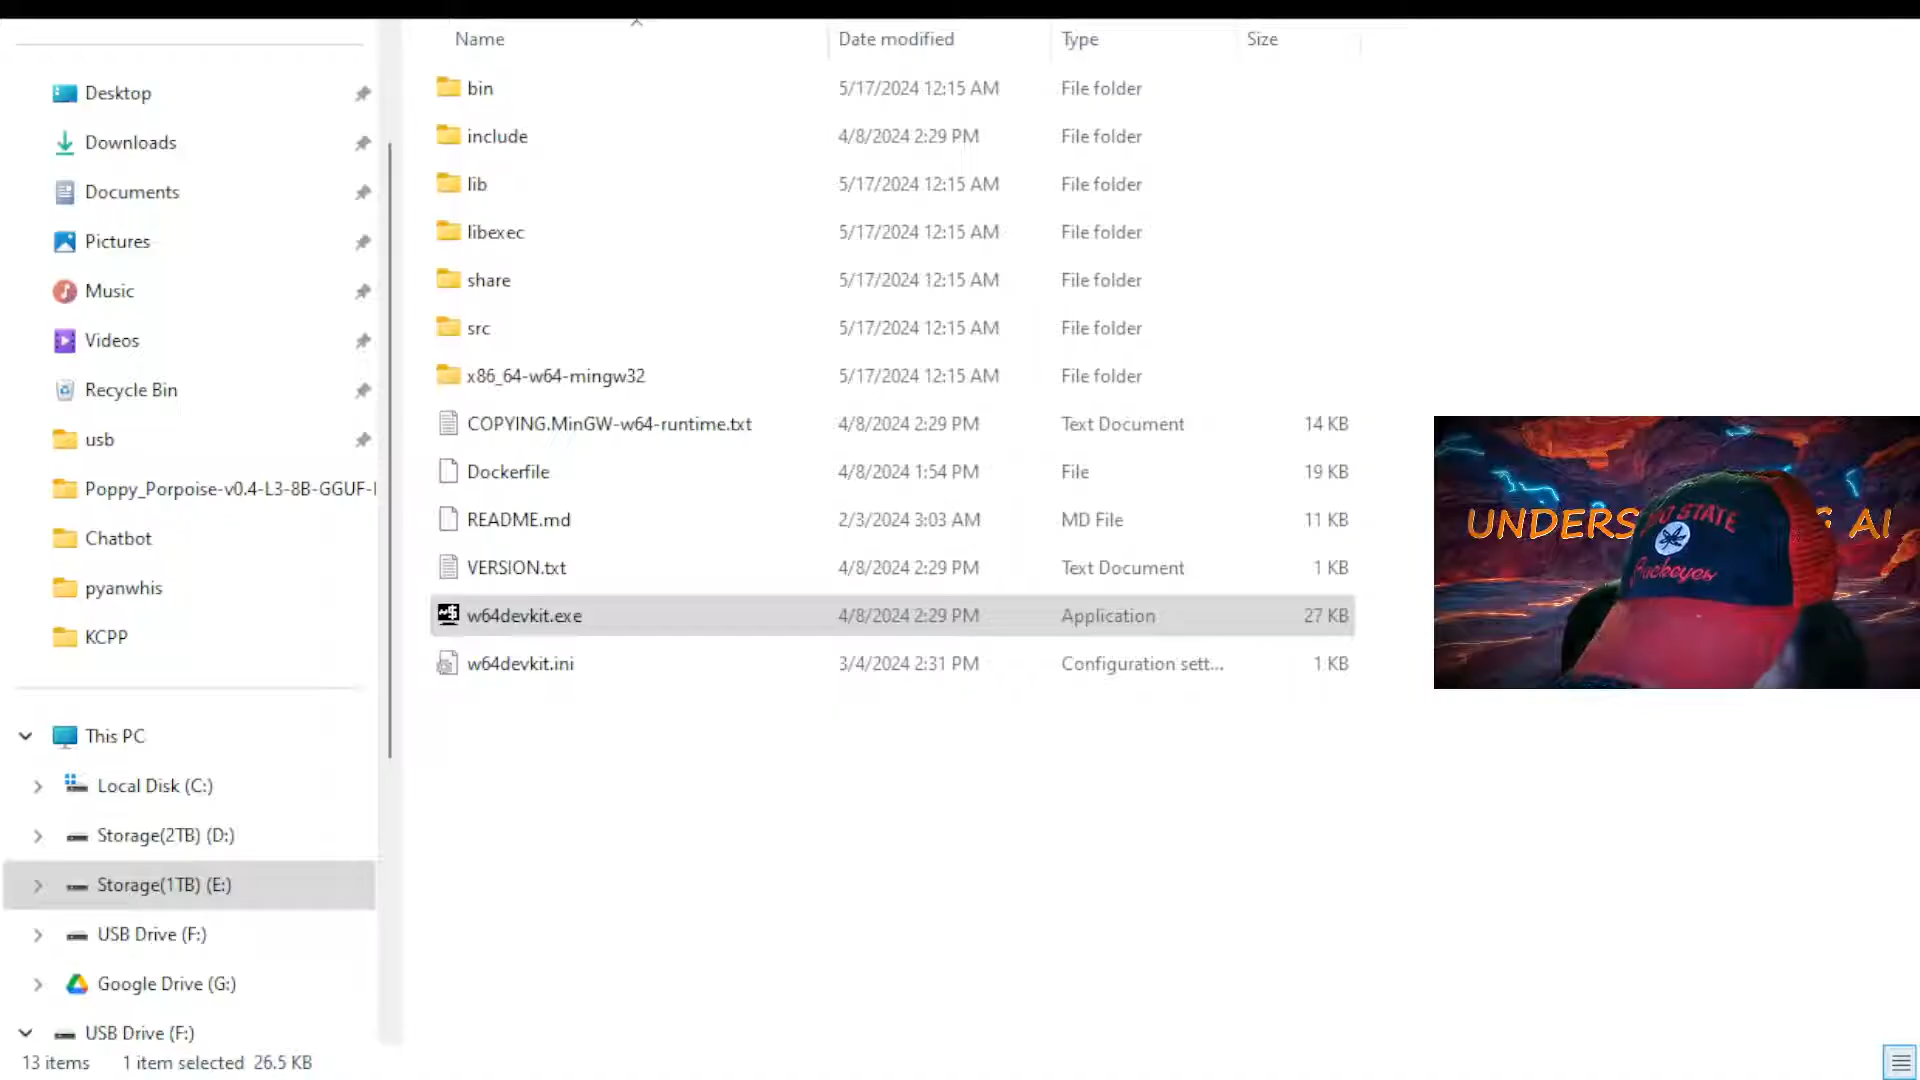 Name Date modified Type Size
Desktop
Downloads
Documents
Pictures
Music
Videos
Recycle Bin
usb
Poppy_Porpoise-v0.4-L3-8B-GGUF-
Chatbot
pyanwhis
KCPP
This PC
Local Disk (C:)
Storage(2TB) (D:)
Storage(1TB) (E:)
USB Drive (F:)
Google Drive (G:)
USB Drive (F:)
bin 5/17/2024 12:15 AM File folder
include 4/8/2024 2:29 PM File folder
lib 5/17/2024 12:15 AM File folder
libexec 5/17/2024 12:15 AM File folder
share 5/17/2024 12:15 AM File folder
src 5/17/2024 12:15 AM File folder
x86_64-w64-mingw32 5/17/2024 12:15 AM File folder
COPYING.MinGW-w64-runtime.txt 4/8/2024 2:29 PM Text Document 14 KB
Dockerfile 4/8/2024 1:54 PM File 19 KB
README.md 2/3/2024 3:03 AM MD File 11 KB
VERSION.txt 4/8/2024 2:29 PM Text Document 1 KB
w64devkit.exe 4/8/2024 2:29 PM Application 27 KB
w64devkit.ini 3/4/2024 2:31 PM Configuration sett... 1 KB
UNDERS AI
STATE
Buckeyes
13 items 1 item selected 26.5 KB